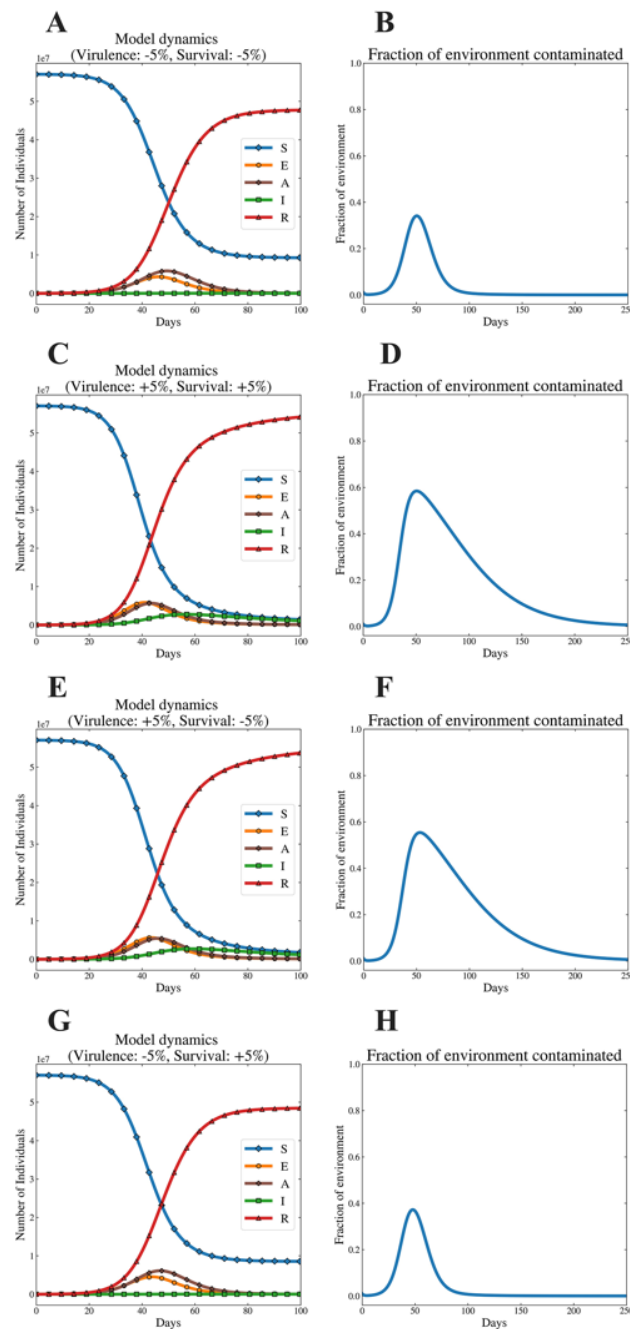 A
Model dynamics
(Virulence: -5%, Survival: -5%)
1e7
Number of Individuals
5
4
3
2
1
0
S
E
A
I
R
0 20 40 60 80 100
Days
B
Fraction of environment contaminated
Fraction of environment
1.0
0.8
0.6
0.4
0.2
0.0
0 50 100 150 200 250
Days
C
Model dynamics
(Virulence: +5%, Survival: +5%)
1e7
Number of Individuals
5
4
3
2
1
0
S
E
A
I
R
0 20 40 60 80 100
Days
D
Fraction of environment contaminated
Fraction of environment
1.0
0.8
0.6
0.4
0.2
0.0
0 50 100 150 200 250
Days
E
Model dynamics
(Virulence: +5%, Survival: -5%)
1e7
Number of Individuals
5
4
3
2
1
0
S
E
A
I
R
0 20 40 60 80 100
Days
F
Fraction of environment contaminated
Fraction of environment
1.0
0.8
0.6
0.4
0.2
0.0
0 50 100 150 200 250
Days
G
Model dynamics
(Virulence: -5%, Survival: +5%)
1e7
Number of Individuals
5
4
3
2
1
0
S
E
A
I
R
0 20 40 60 80 100
Days
H
Fraction of environment contaminated
Fraction of environment
1.0
0.8
0.6
0.4
0.2
0.0
0 50 100 150 200 250
Days